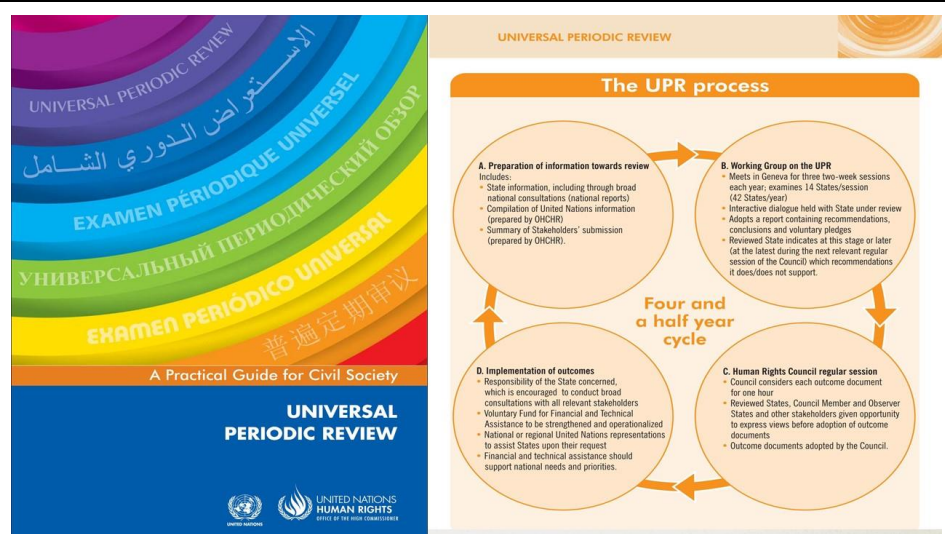 UNIVERSAL PERIODIC REVIEW
الاستعراض الدوري الشامل
EXAMEN PÉRIODIQUE UNIVERSEL
УНИВЕРСАЛЬНЫЙ ПЕРИОДИЧЕСКИЙ ОБЗОР
EXAMEN PERIÓDICO UNIVERSAL
普遍定期审议
A Practical Guide for Civil Society
UNIVERSAL
PERIODIC REVIEW
UNITED NATIONS
UNITED NATIONS
HUMAN RIGHTS
OFFICE OF THE HIGH COMMISSIONER
UNIVERSAL PERIODIC REVIEW
The UPR process
A. Preparation of information towards review
Includes:
• State information, including through broad
national consultations (national reports)
• Compilation of United Nations information
(prepared by OHCHR)
• Summary of Stakeholders' submission
(prepared by OHCHR).
B. Working Group on the UPR
• Meets in Geneva for three two-week sessions
each year; examines 14 States/session
(42 States/year)
• Interactive dialogue held with State under review
• Adopts a report containing recommendations,
conclusions and voluntary pledges
• Reviewed State indicates at this stage or later
(at the latest during the next relevant regular
session of the Council) which recommendations
it does/does not support.
Four and
a half year
cycle
D. Implementation of outcomes
• Responsibility of the State concerned,
which is encouraged to conduct broad
consultations with all relevant stakeholders
• Voluntary Fund for Financial and Technical
Assistance to be strengthened and operationalized
• National or regional United Nations representations
to assist States upon their request
• Financial and technical assistance should
support national needs and priorities.
C. Human Rights Council regular session
• Council considers each outcome document
for one hour
• Reviewed States, Council Member and Observer
States and other stakeholders given opportunity
to express views before adoption of outcome
documents
• Outcome documents adopted by the Council.